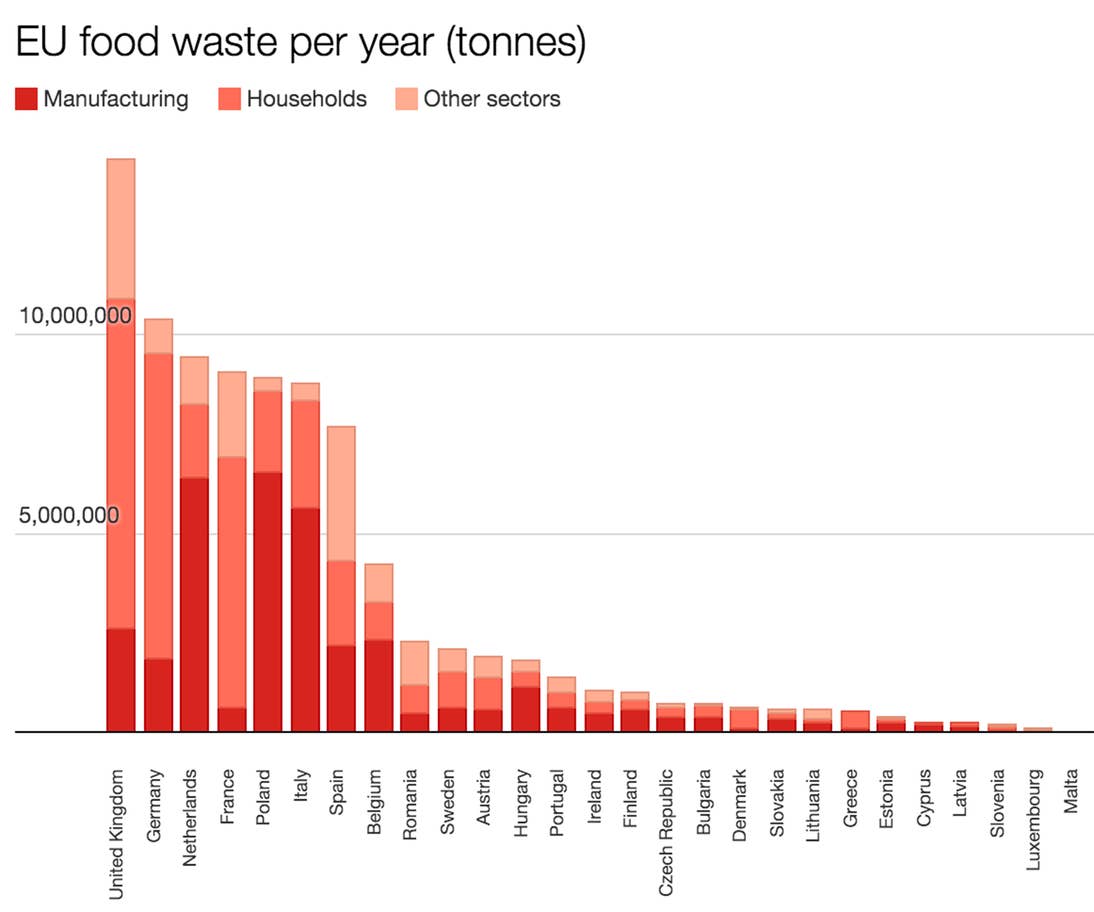 EU food waste per year (tonnes)
Manufacturing Households Other sectors
10,000,000
5,000,000
United Kingdom
Germany
Netherlands
France
Poland
Italy
Spain
Belgium
Romania
Sweden
Austria
Hungary
Portugal
Ireland
Finland
Czech Republic
Bulgaria
Denmark
Slovakia
Lithuania
Greece
Estonia
Cyprus
Latvia
Slovenia
Luxembourg
Malta